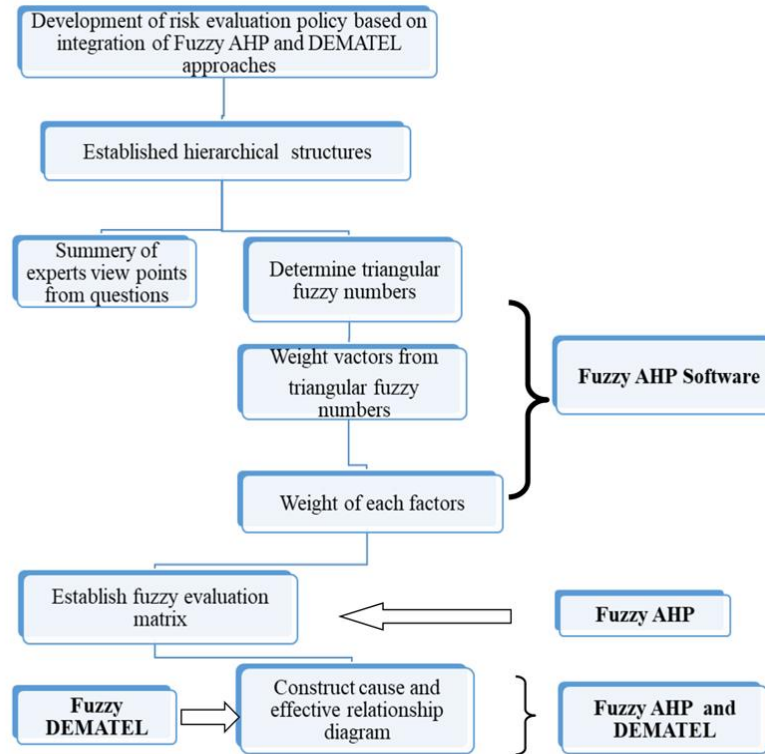 Development of risk evaluation policy based on
integration of Fuzzy AHP and DEMATEL
approaches
Established hierarchical structures
Summery of
experts view points
from questions
Determine triangular
fuzzy numbers
Weight vactors from
triangular fuzzy
numbers
Fuzzy AHP Software
Weight of each factors
Establish fuzzy evaluation
matrix
Fuzzy AHP
Fuzzy
DEMATEL
Construct cause and
effective relationship
diagram
Fuzzy AHP and
DEMATEL